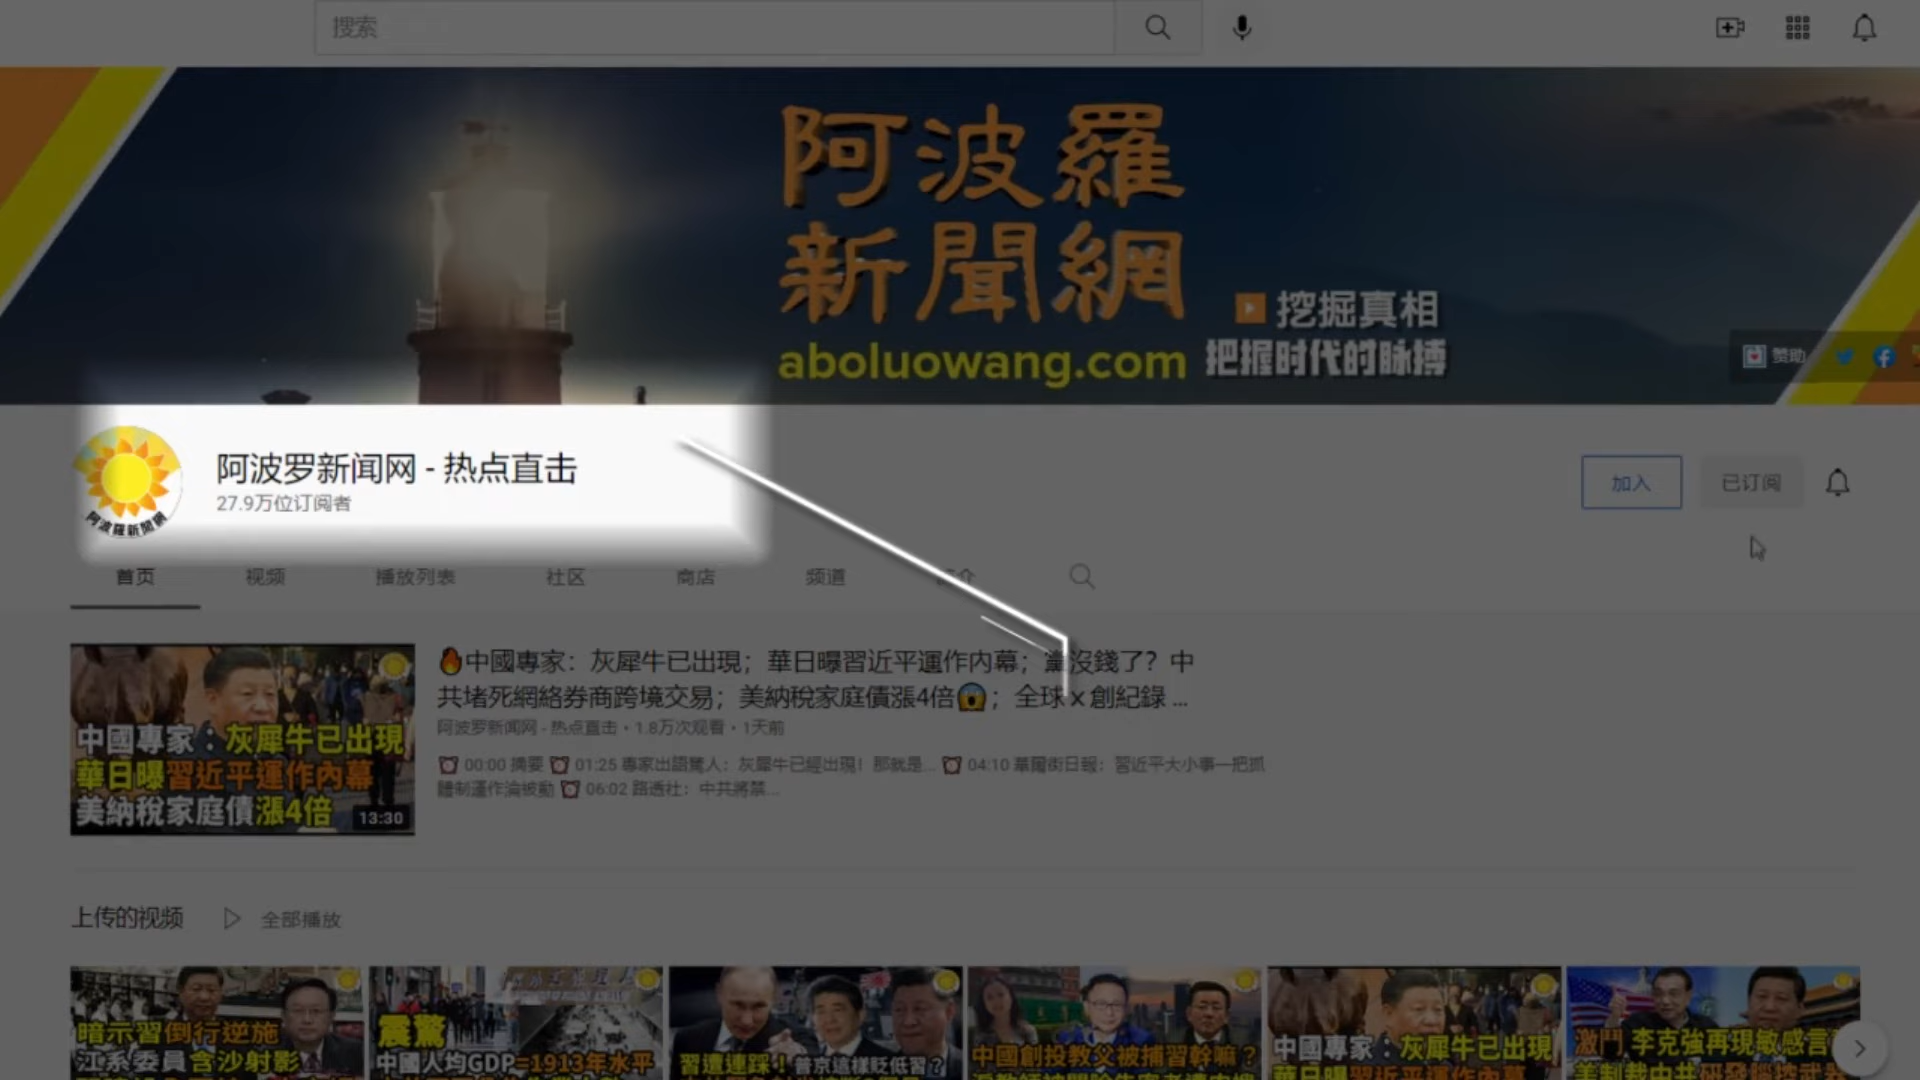 搜索
阿波羅
新聞網
aboluowang.com
挖掘真相
把握时代的脉搏
赞助
阿波羅新聞網
阿波罗新闻网 - 热点直击
27.9万位订阅者
加入
已订阅
首页
视频
播放列表
社区
商店
频道
介
中國專家：灰犀牛已出現
華日曝習近平運作內幕
美納稅家庭債漲4倍
13:30
🔥中國專家：灰犀牛已出現；華日曝習近平運作內幕；黨沒錢了？中
共堵死網絡券商跨境交易；美納稅家庭債漲4倍😱；全球ｘ創紀錄 ...
阿波罗新闻网 - 热点直击 • 1.8万次观看 • 1天前
⏰ 00:00 摘要 ⏰ 01:25 專家出語驚人：灰犀牛已經出現！那就是... ⏰ 04:10 華爾街日報：習近平大小事一把抓
體制運作淪被動 ⏰ 06:02 路透社：中共將禁...
上传的视频
全部播放
暗示習倒行逆施
江系委員含沙射影
震驚
中國人均GDP=1913年水平
習遭連踩！普京這樣貶低習？
中國創投教父被捕習幹嘛？
中國專家：灰犀牛已出現
激鬥 李克強再現敏感言